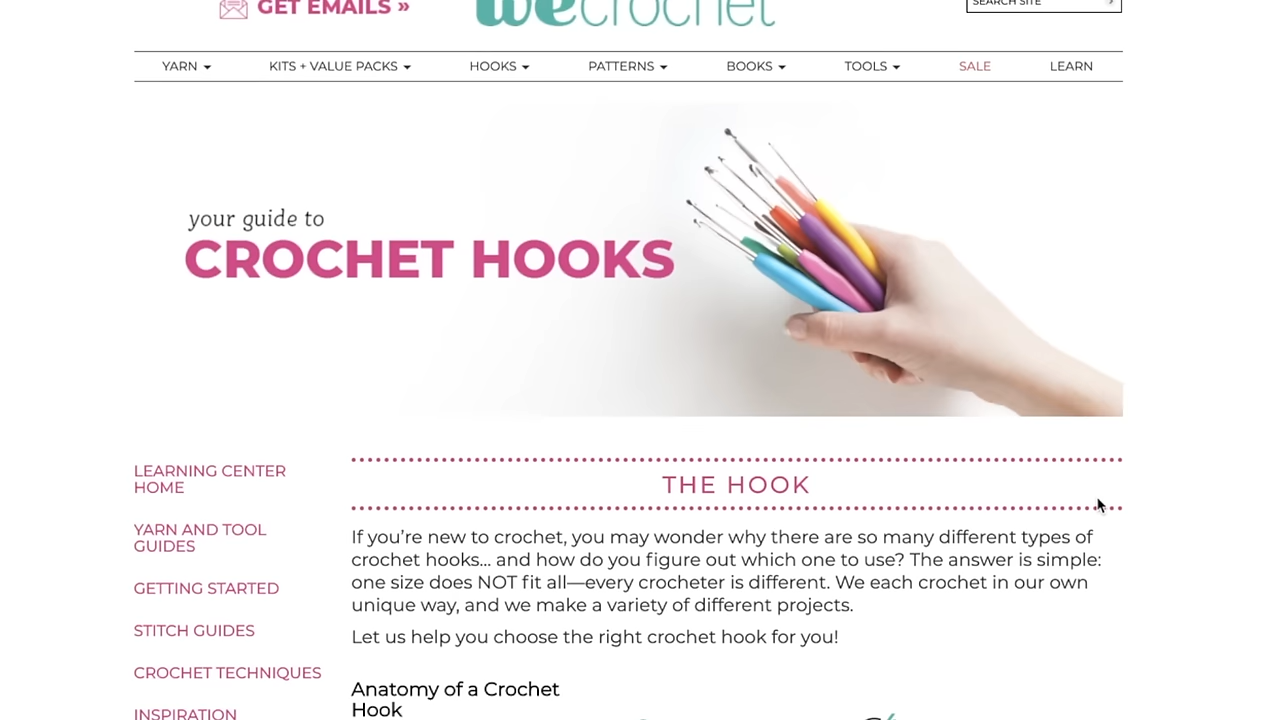 GET EMAILS »
wecrochet
SEARCH SITE
YARN KITS + VALUE PACKS HOOKS PATTERNS BOOKS TOOLS SALE LEARN
your guide to
CROCHET HOOKS
LEARNING CENTER
HOME
YARN AND TOOL
GUIDES
GETTING STARTED
STITCH GUIDES
CROCHET TECHNIQUES
INSPIRATION
THE HOOK
If you’re new to crochet, you may wonder why there are so many different types of
crochet hooks... and how do you figure out which one to use? The answer is simple:
one size does NOT fit all—every crocheter is different. We each crochet in our own
unique way, and we make a variety of different projects.
Let us help you choose the right crochet hook for you!
Anatomy of a Crochet
Hook